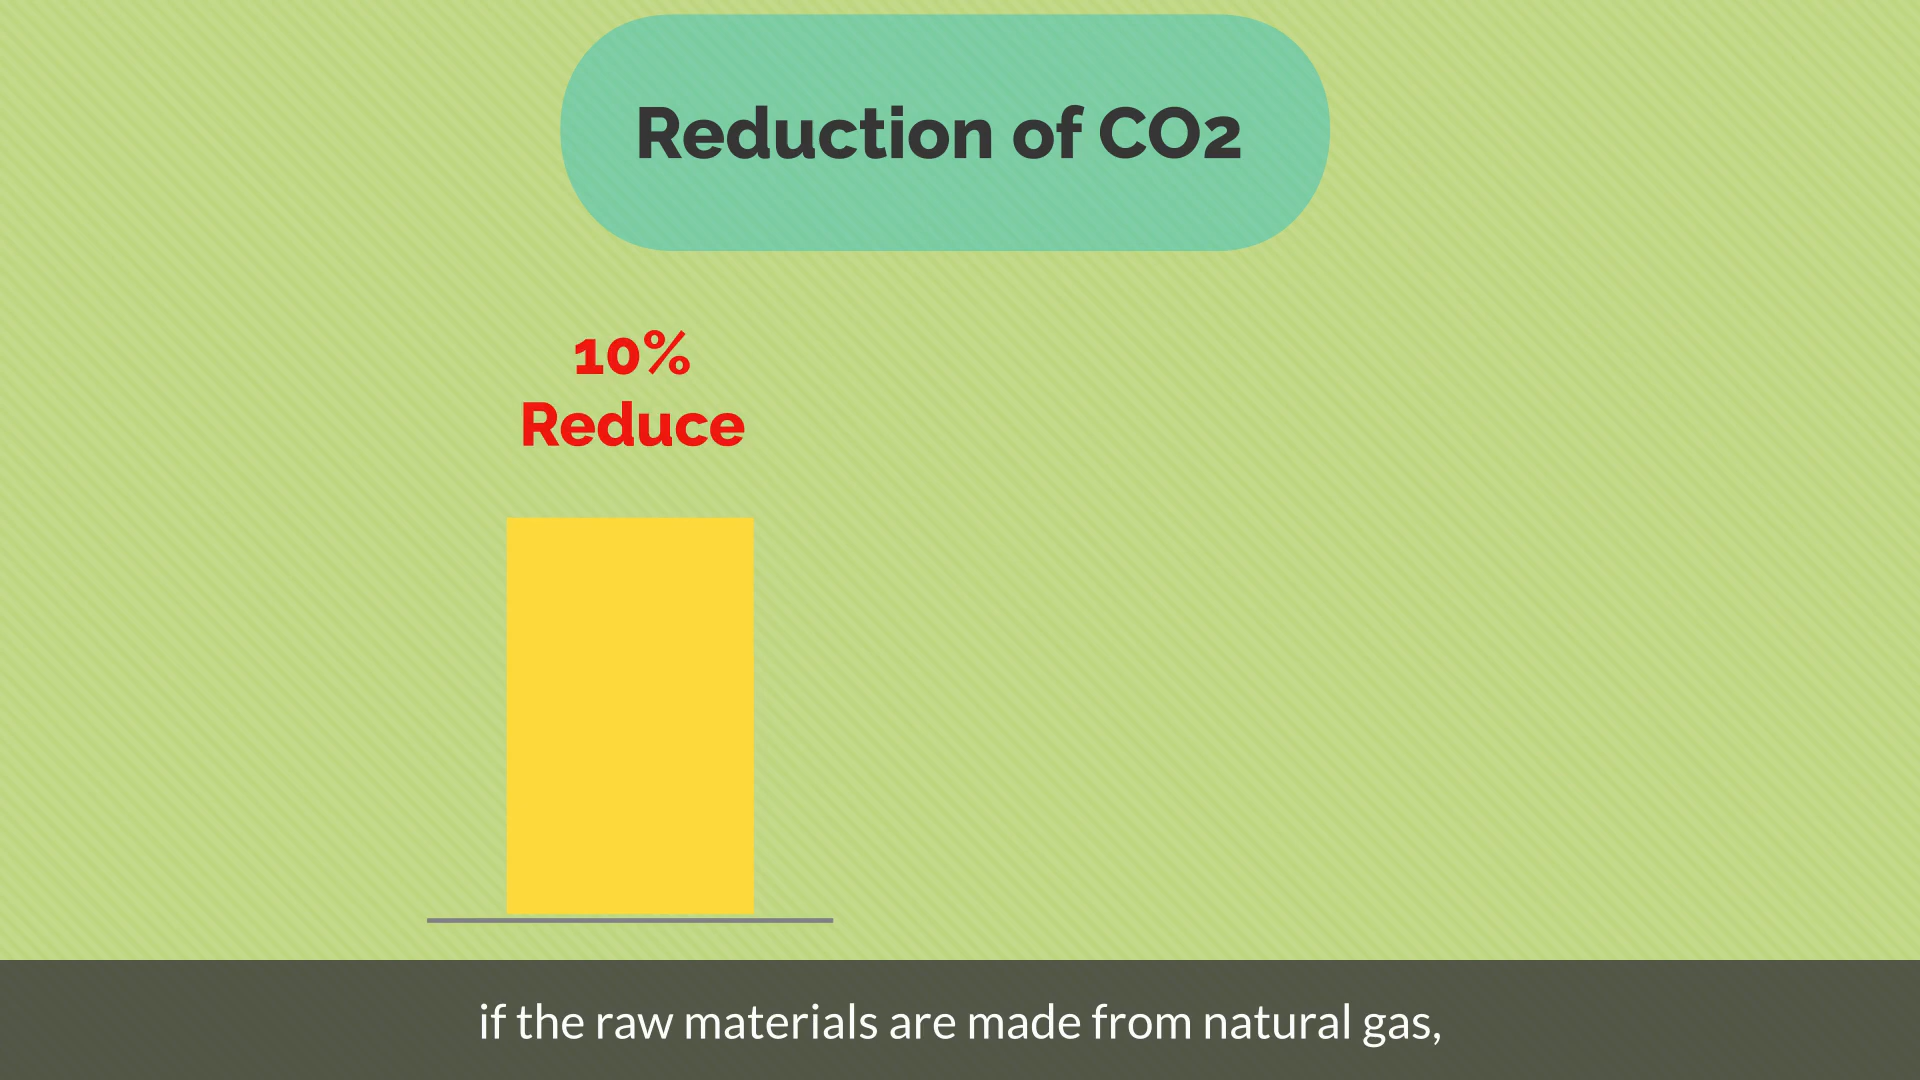 Reduction of CO2
10%
Reduce
if the raw materials are made from natural gas,